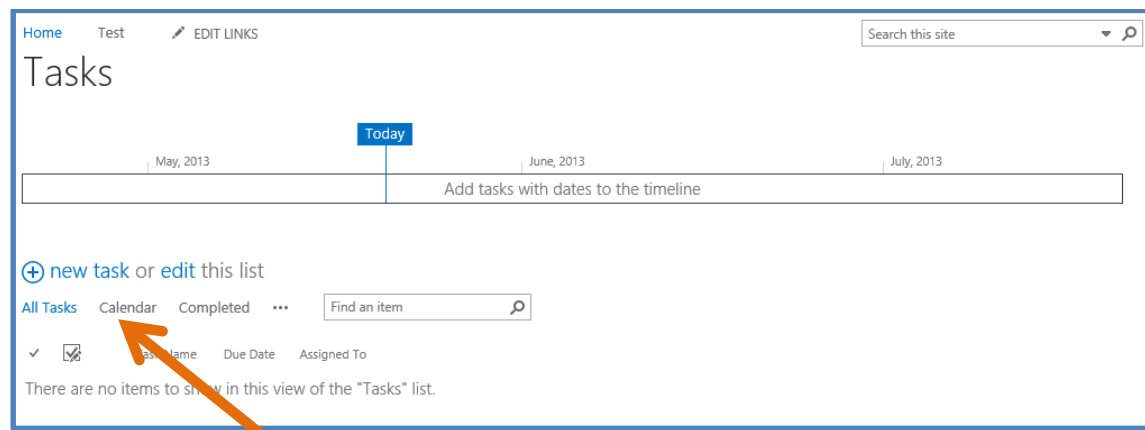 Home Test EDIT LINKS Search this site
Tasks
Today
May, 2013 June, 2013 July, 2013
Add tasks with dates to the timeline
new task or edit this list
All Tasks Calendar Completed ... Find an item
Name Due Date Assigned To
There are no items to show in this view of the "Tasks" list.